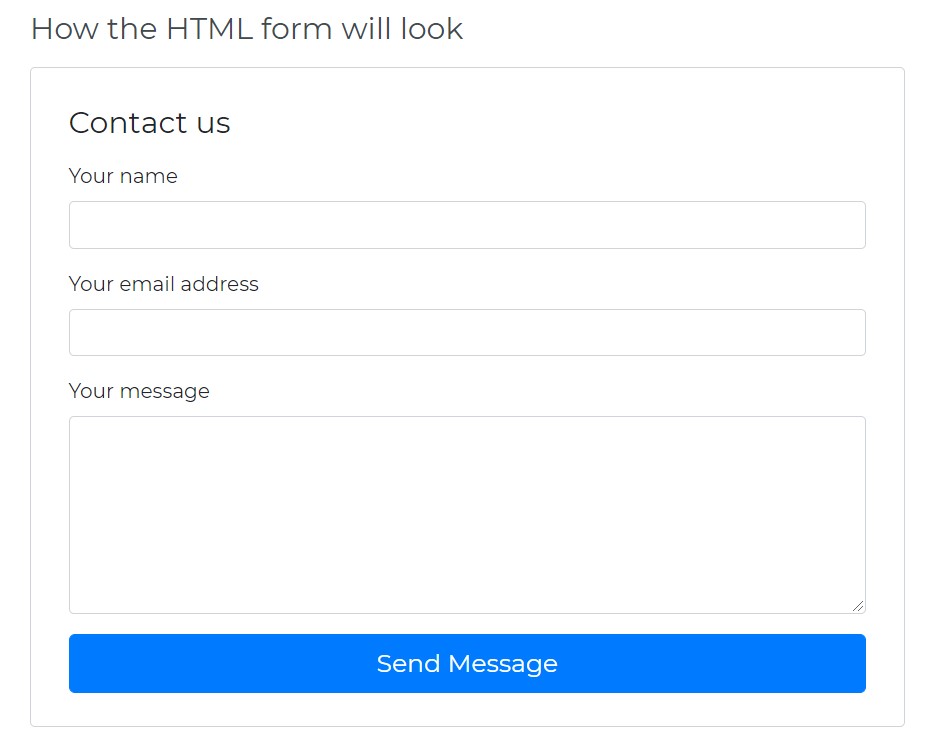 How the HTML form will look
Contact us
Your name
Your email address
Your message
Send Message